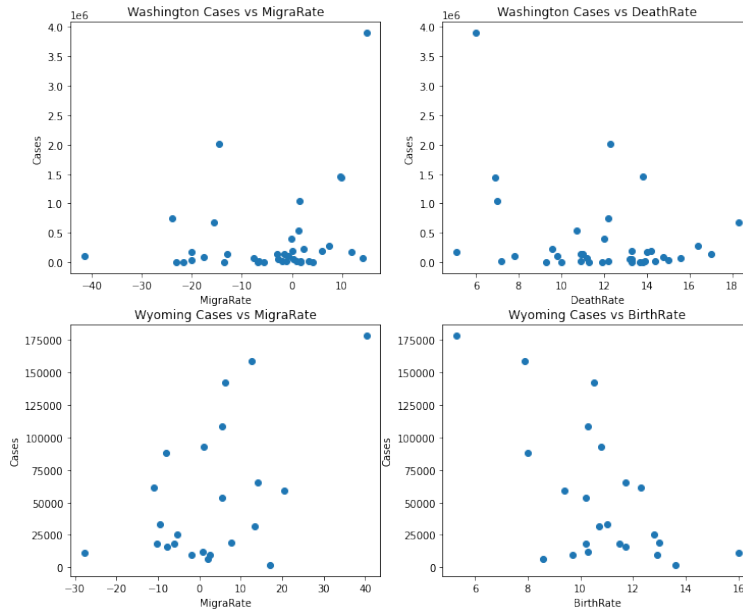 Washington Cases vs MigraRate
1e6
4.0
3.5
3.0
2.5
2.0
1.5
1.0
0.5
0.0
Cases
−40 −30 −20 −10 0 10
MigraRate
Washington Cases vs DeathRate
1e6
4.0
3.5
3.0
2.5
2.0
1.5
1.0
0.5
0.0
Cases
6 8 10 12 14 16 18
DeathRate
Wyoming Cases vs MigraRate
175000
150000
125000
100000
75000
50000
25000
0
Cases
−30 −20 −10 0 10 20 30 40
MigraRate
Wyoming Cases vs BirthRate
175000
150000
125000
100000
75000
50000
25000
0
Cases
6 8 10 12 14 16
BirthRate